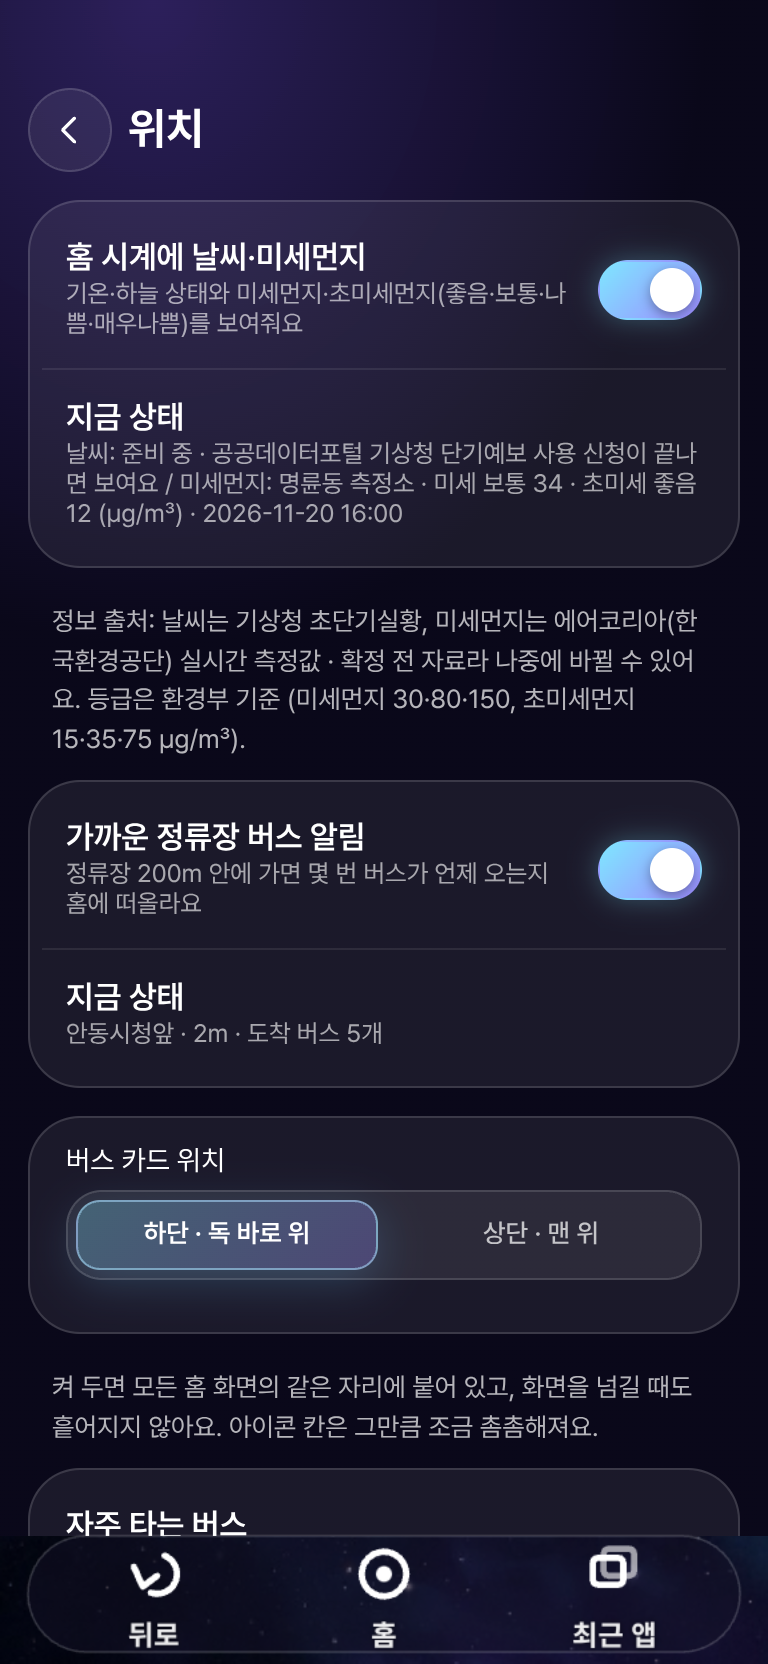 위치
홈 시계에 날씨·미세먼지
기온·하늘 상태와 미세먼지·초미세먼지(좋음·보통·나
쁨·매우나쁨)를 보여줘요
지금 상태
날씨: 준비 중 · 공공데이터포털 기상청 단기예보 사용 신청이 끝나
면 보여요 / 미세먼지: 명륜동 측정소 · 미세 보통 34 · 초미세 좋음
12 (µg/m³) · 2026-11-20 16:00
정보 출처: 날씨는 기상청 초단기실황, 미세먼지는 에어코리아(한
국환경공단) 실시간 측정값 · 확정 전 자료라 나중에 바뀔 수 있어
요. 등급은 환경부 기준 (미세먼지 30·80·150, 초미세먼지
15·35·75 µg/m³).
가까운 정류장 버스 알림
정류장 200m 안에 가면 몇 번 버스가 언제 오는지
홈에 떠올라요
지금 상태
안동시청앞 · 2m · 도착 버스 5개
버스 카드 위치
하단 · 독 바로 위
상단 · 맨 위
켜 두면 모든 홈 화면의 같은 자리에 붙어 있고, 화면을 넘길 때도
흩어지지 않아요. 아이콘 칸은 그만큼 조금 촘촘해져요.
자주 타는 버스
뒤로
홈
최근 앱